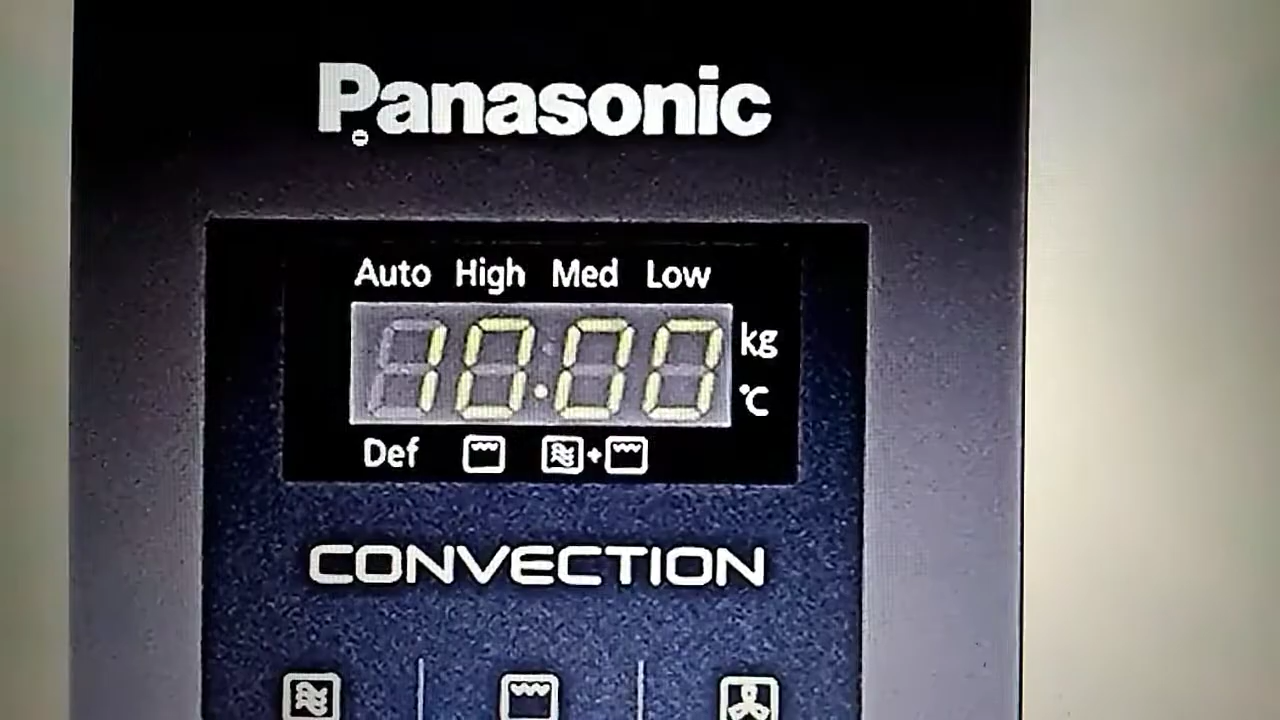 Panasonic
Auto High Med Low
10:00
kg
°C
Def
CONVECTION